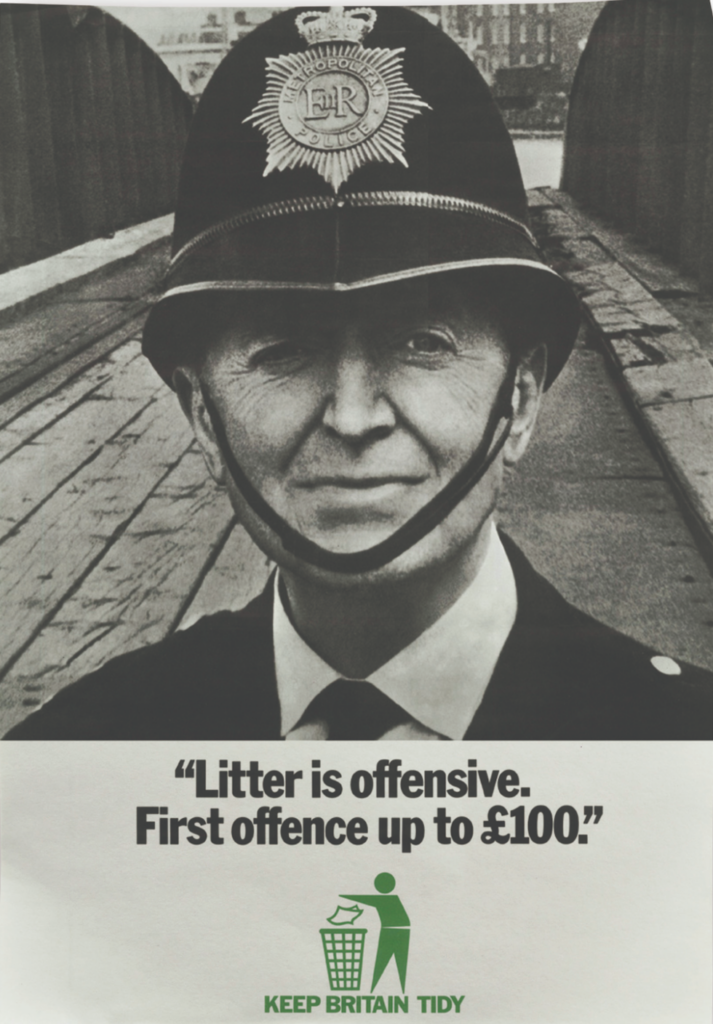 METROPOLITAN
EIIR
POLICE
“Litter is offensive.
First offence up to £100.”
KEEP BRITAIN TIDY